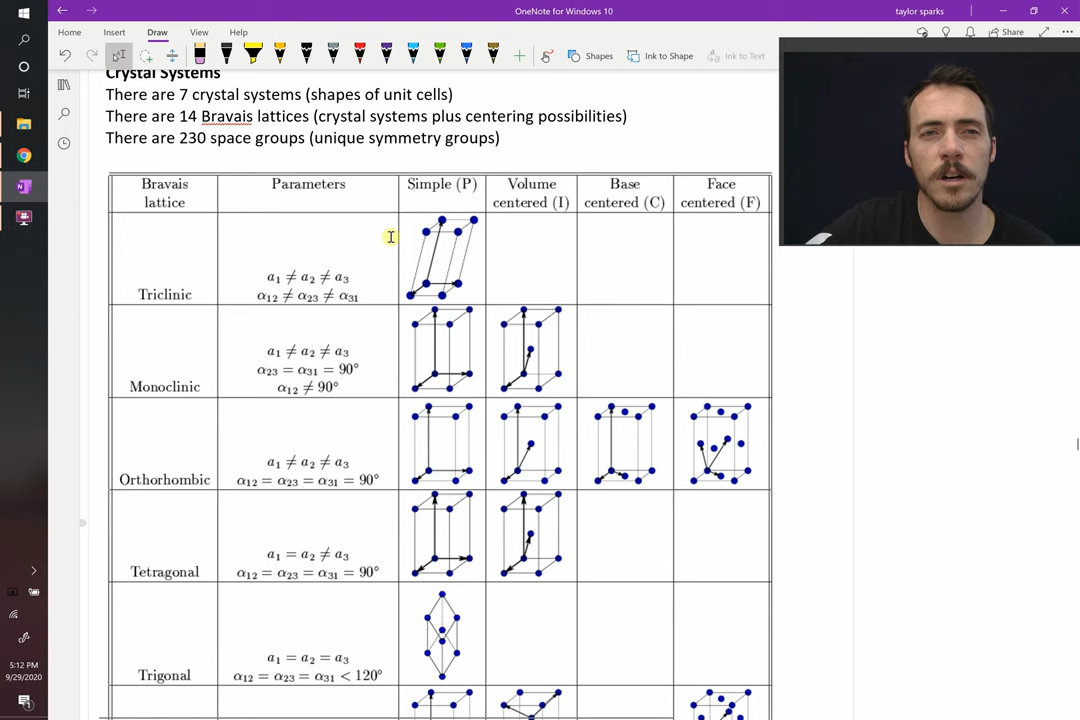 OneNote for Windows 10
taylor sparks
Home
Insert
Draw
View
Help
Share
Shapes
Ink to Shape
Ink to Text
Crystal Systems
There are 7 crystal systems (shapes of unit cells)
There are 14 Bravais lattices (crystal systems plus centering possibilities)
There are 230 space groups (unique symmetry groups)
Bravais lattice
Parameters
Simple (P)
Volume centered (I)
Base centered (C)
Face centered (F)
Triclinic
a₁ ≠ a₂ ≠ a₃
α₁₂ ≠ α₂₃ ≠ α₃₁
Monoclinic
a₁ ≠ a₂ ≠ a₃
α₂₃ = α₃₁ = 90°
α₁₂ ≠ 90°
Orthorhombic
a₁ ≠ a₂ ≠ a₃
α₁₂ = α₂₃ = α₃₁ = 90°
Tetragonal
a₁ = a₂ ≠ a₃
α₁₂ = α₂₃ = α₃₁ = 90°
Trigonal
a₁ = a₂ = a₃
α₁₂ = α₂₃ = α₃₁ < 120°
5:12 PM
9/29/2020